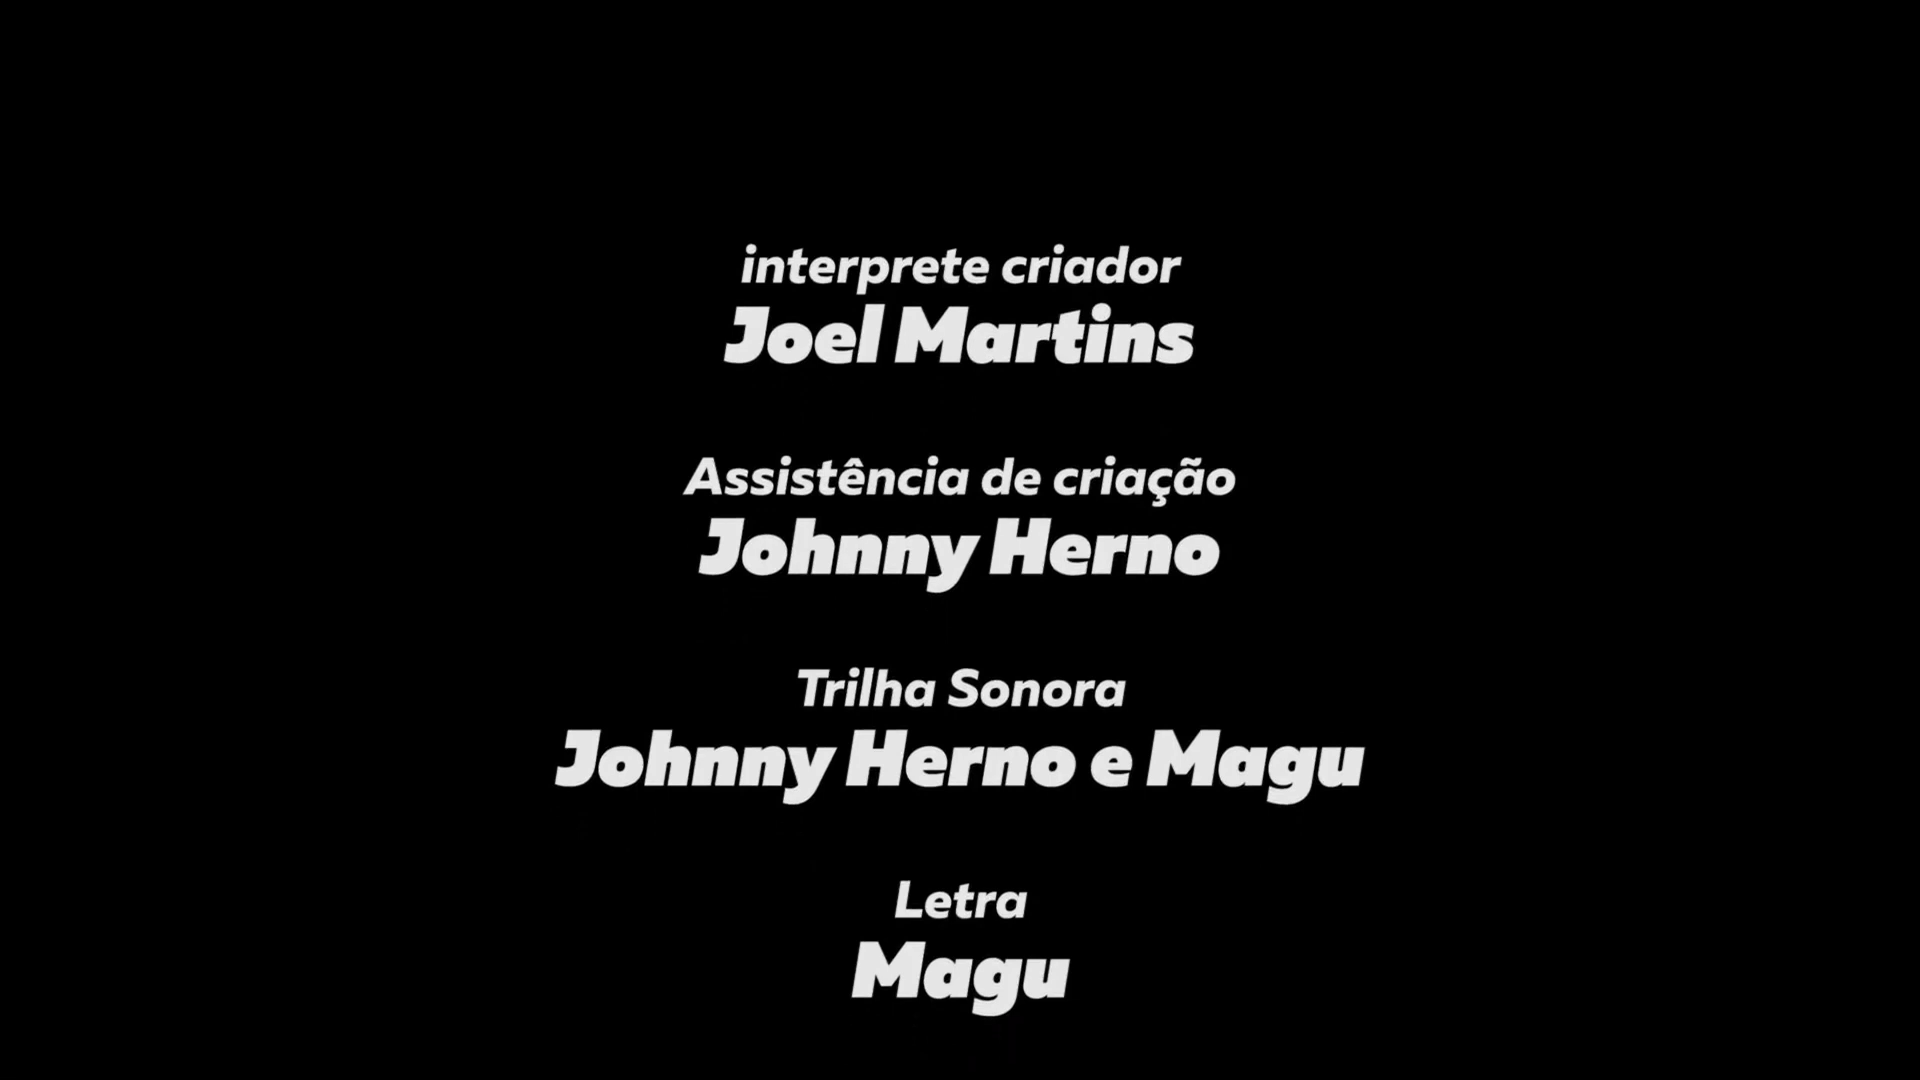 interprete criador
Joel Martins
Assistência de criação
Johnny Herno
Trilha Sonora
Johnny Herno e Magu
Letra
Magu